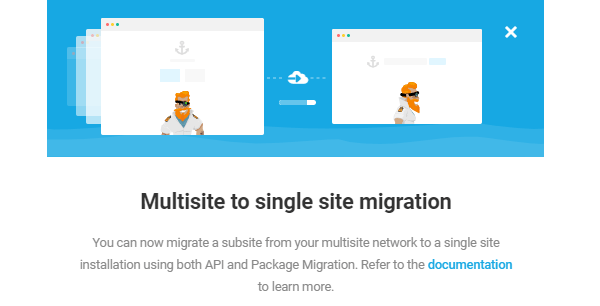 Multisite to single site migration
You can now migrate a subsite from your multisite network to a single site
installation using both API and Package Migration. Refer to the documentation
to learn more.